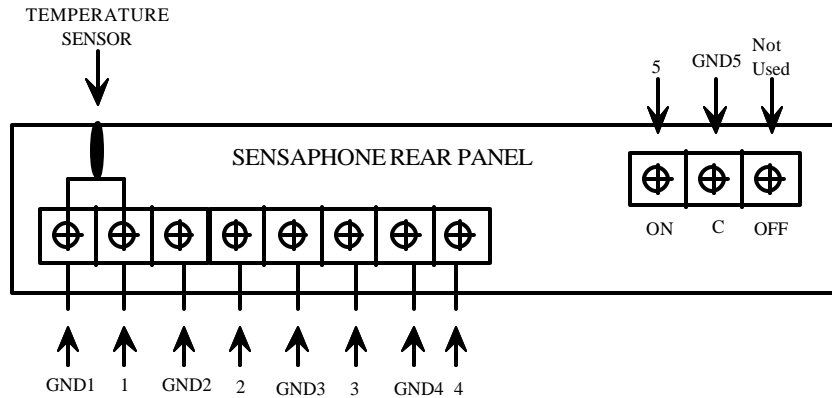 TEMPERATURE
SENSOR
5
GND5
Not
Used
SENSAPHONE REAR PANEL
ON
C
OFF
GND1
1
GND2
2
GND3
3
GND4
4